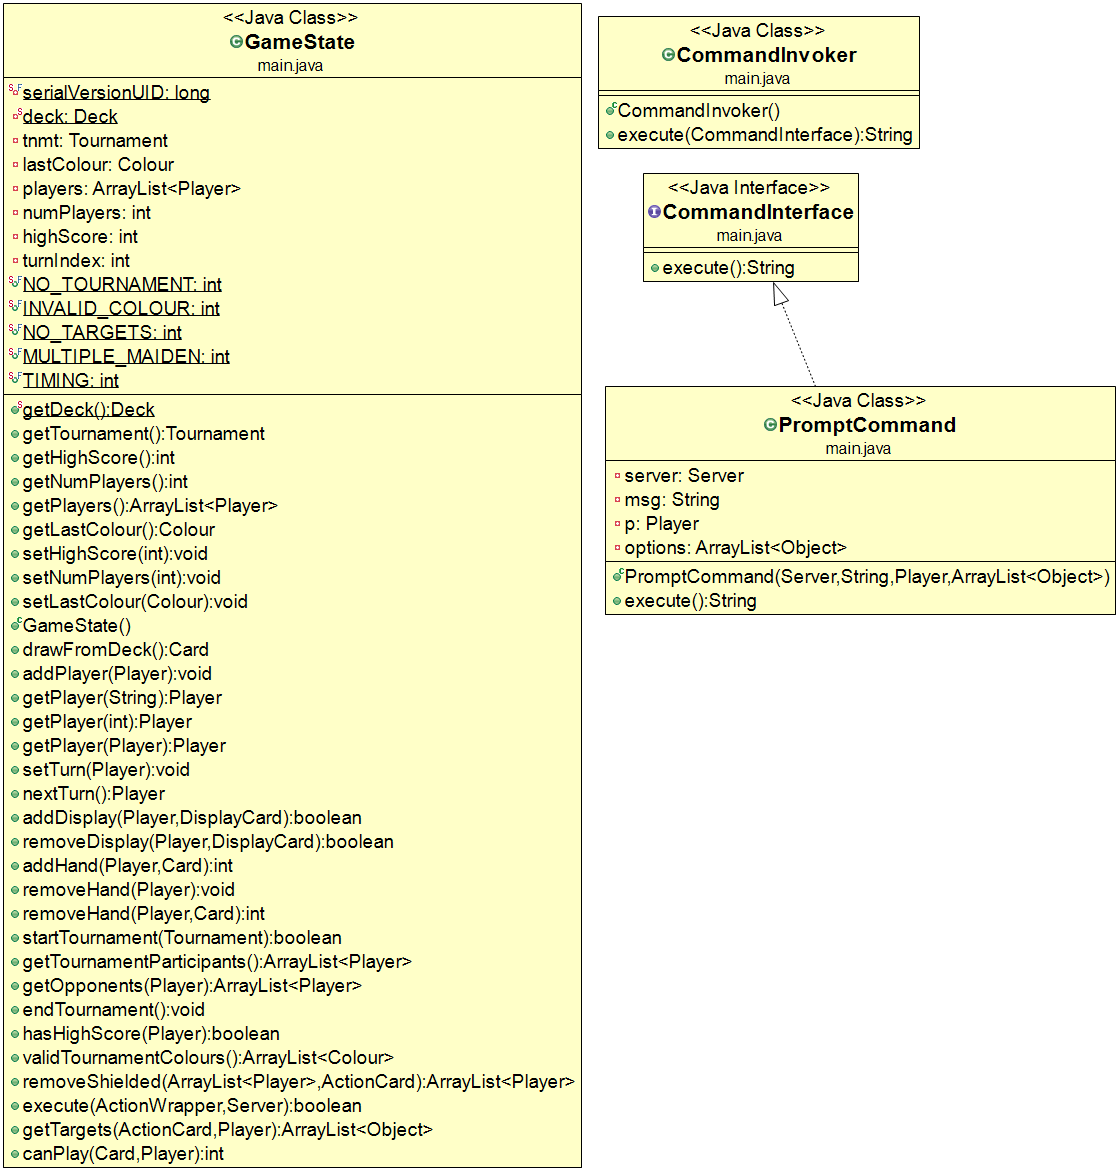 <<Java Class>>
GameState
main.java
serialVersionUID: long
deck: Deck
tnmt: Tournament
lastColour: Colour
players: ArrayList<Player>
numPlayers: int
highScore: int
turnIndex: int
NO_TOURNAMENT: int
INVALID_COLOUR: int
NO_TARGETS: int
MULTIPLE_MAIDEN: int
TIMING: int
getDeck():Deck
getTournament():Tournament
getHighScore():int
getNumPlayers():int
getPlayers():ArrayList<Player>
getLastColour():Colour
setHighScore(int):void
setNumPlayers(int):void
setLastColour(Colour):void
GameState()
drawFromDeck():Card
addPlayer(Player):void
getPlayer(String):Player
getPlayer(int):Player
getPlayer(Player):Player
setTurn(Player):void
nextTurn():Player
addDisplay(Player,DisplayCard):boolean
removeDisplay(Player,DisplayCard):boolean
addHand(Player,Card):int
removeHand(Player):void
removeHand(Player,Card):int
startTournament(Tournament):boolean
getTournamentParticipants():ArrayList<Player>
getOpponents(Player):ArrayList<Player>
endTournament():void
hasHighScore(Player):boolean
validTournamentColours():ArrayList<Colour>
removeShielded(ArrayList<Player>,ActionCard):ArrayList<Player>
execute(ActionWrapper,Server):boolean
getTargets(ActionCard,Player):ArrayList<Object>
canPlay(Card,Player):int
<<Java Class>>
CommandInvoker
main.java
CommandInvoker()
execute(CommandInterface):String
<<Java Interface>>
CommandInterface
main.java
execute():String
<<Java Class>>
PromptCommand
main.java
server: Server
msg: String
p: Player
options: ArrayList<Object>
PromptCommand(Server,String,Player,ArrayList<Object>)
execute():String